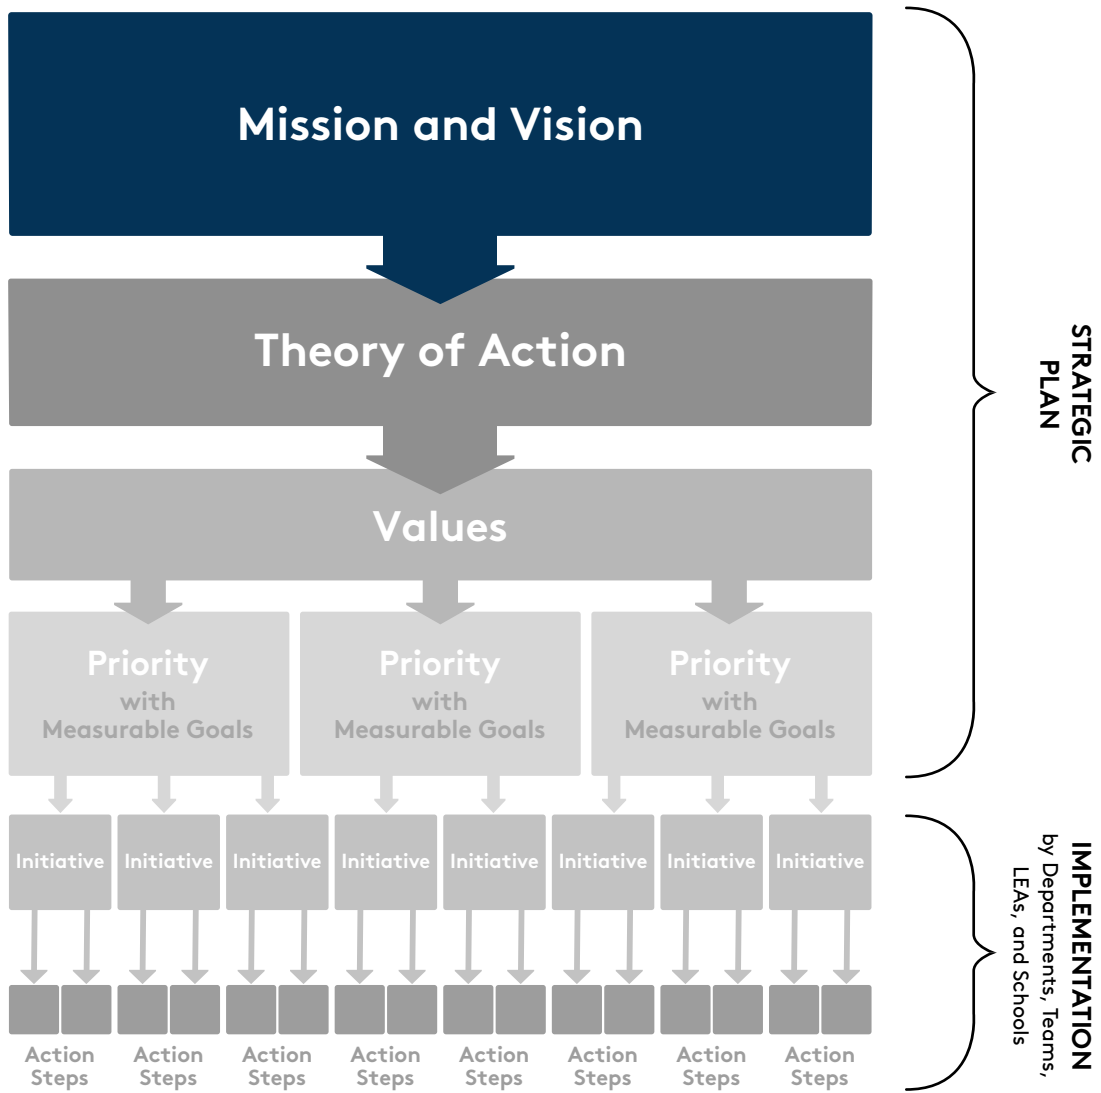 Mission and Vision
Theory of Action
Values
Priority
with
Measurable Goals
Priority
with
Measurable Goals
Priority
with
Measurable Goals
Initiative
Initiative
Initiative
Initiative
Initiative
Initiative
Initiative
Initiative
Action
Steps
Action
Steps
Action
Steps
Action
Steps
Action
Steps
Action
Steps
Action
Steps
Action
Steps
STRATEGIC
PLAN
IMPLEMENTATION
by Departments, Teams,
LEAs, and Schools